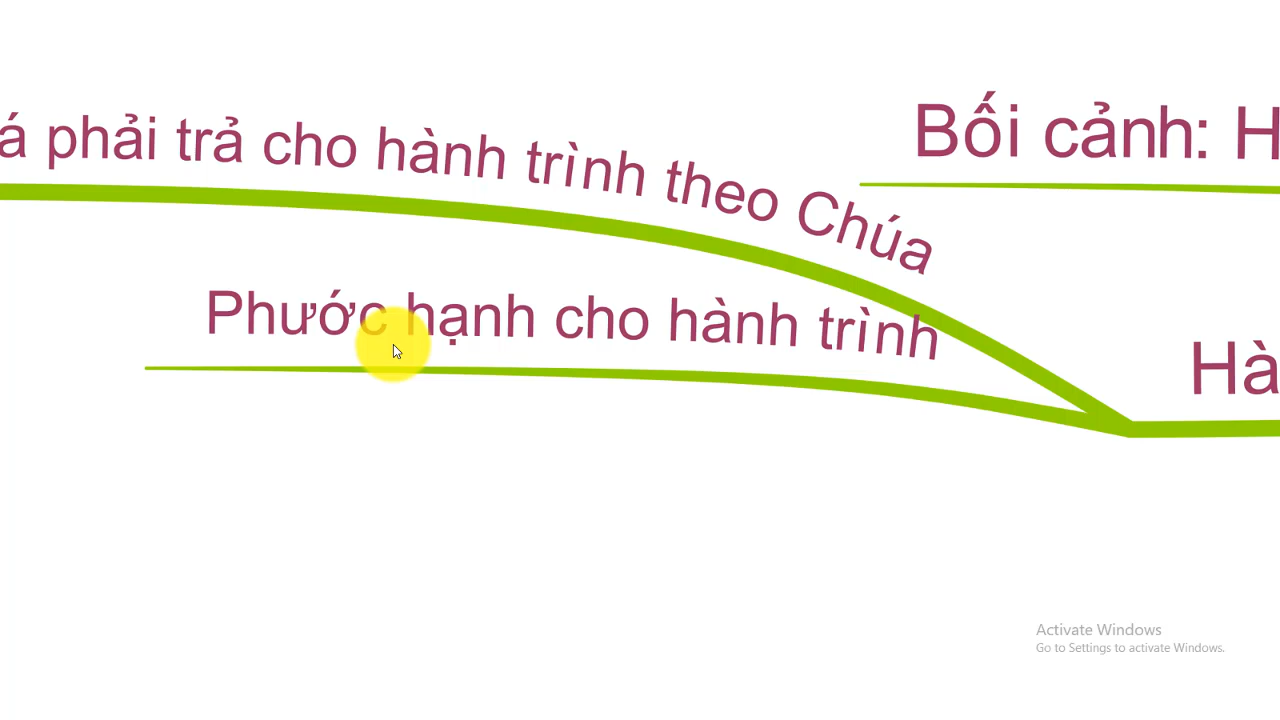 phải trả cho hành trình theo Chúa
Bối cảnh:
Phước hạnh cho hành trình
Activate Windows
Go to Settings to activate Windows.